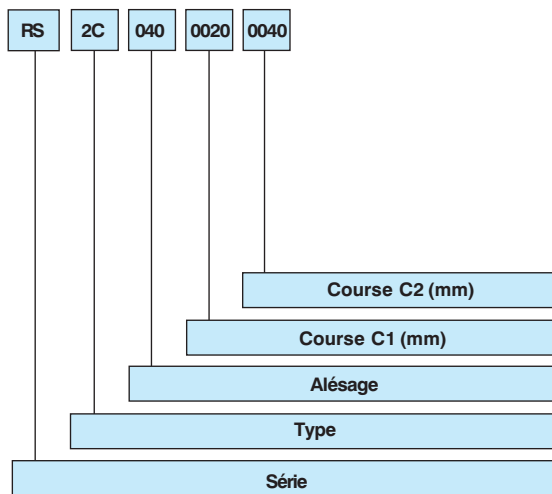 RS 2C 040 0020 0040
Course C2 (mm)
Course C1 (mm)
Alésage
Type
Série